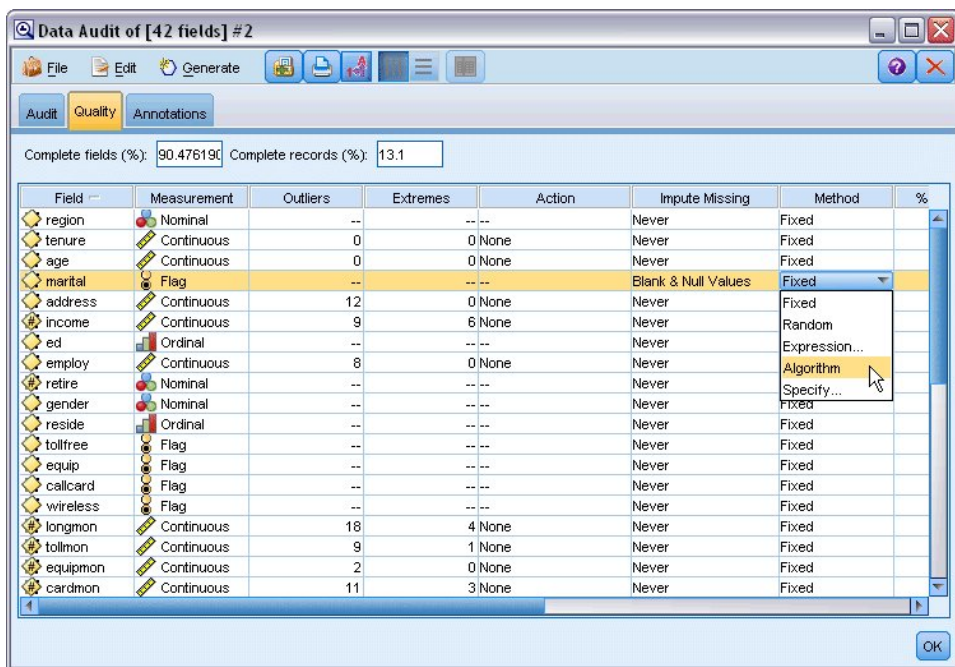 Data Audit of [42 fields] #2
File Edit Generate
Audit Quality Annotations
Complete fields (%): 90.476190 Complete records (%): 13.1
Field Measurement Outliers Extremes Action Impute Missing Method %
region Nominal -- -- -- Never Fixed
tenure Continuous 0 0 None Never Fixed
age Continuous 0 0 None Never Fixed
marital Flag -- -- -- Blank & Null Values Fixed
address Continuous 12 0 None Never Fixed
income Continuous 9 6 None Never Random
ed Ordinal -- -- -- Never Expression...
employ Continuous 8 0 None Never Algorithm
retire Nominal -- -- -- Never Specify...
gender Nominal -- -- -- Never Fixed
reside Ordinal -- -- -- Never Fixed
tollfree Flag -- -- -- Never Fixed
equip Flag -- -- -- Never Fixed
callcard Flag -- -- -- Never Fixed
wireless Flag -- -- -- Never Fixed
longmon Continuous 18 4 None Never Fixed
tollmon Continuous 9 1 None Never Fixed
equipmon Continuous 2 0 None Never Fixed
cardmon Continuous 11 3 None Never Fixed
OK